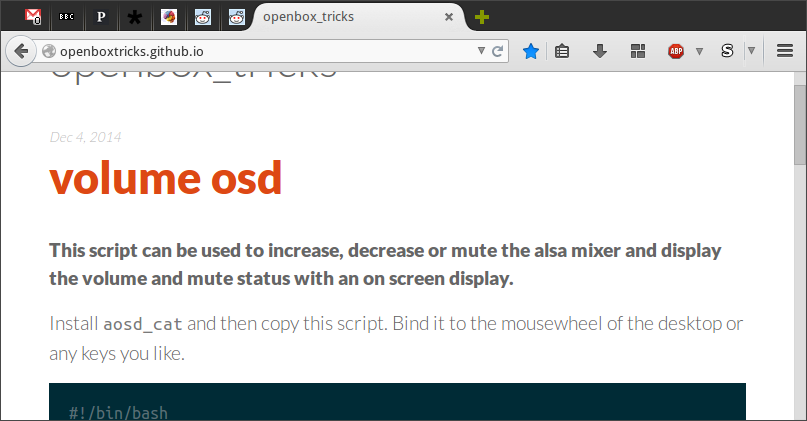 0 BBC P openbox_tricks
openboxtricks.github.io ABP S
openbox_tricks
Dec 4, 2014
volume osd
This script can be used to increase, decrease or mute the alsa mixer and display
the volume and mute status with an on screen display.
Install aosd_cat and then copy this script. Bind it to the mousewheel of the desktop or
any keys you like.
#!/bin/bash